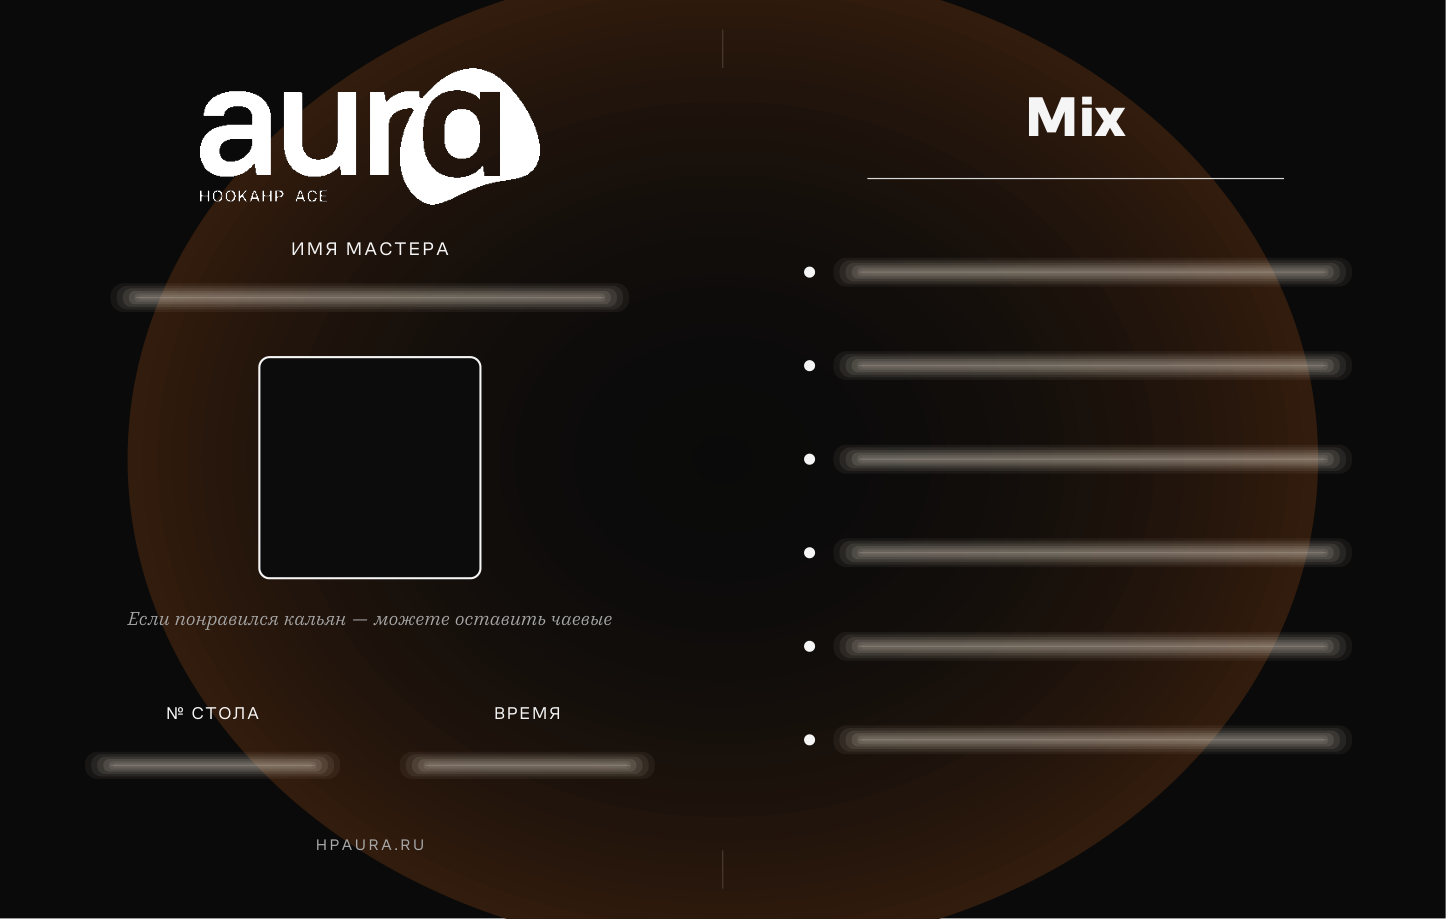 aura
HOOKAHP ACE
ИМЯ МАСТЕРА
Если понравился кальян — можете оставить чаевые
№ СТОЛА
ВРЕМЯ
HPAURA.RU
Mix